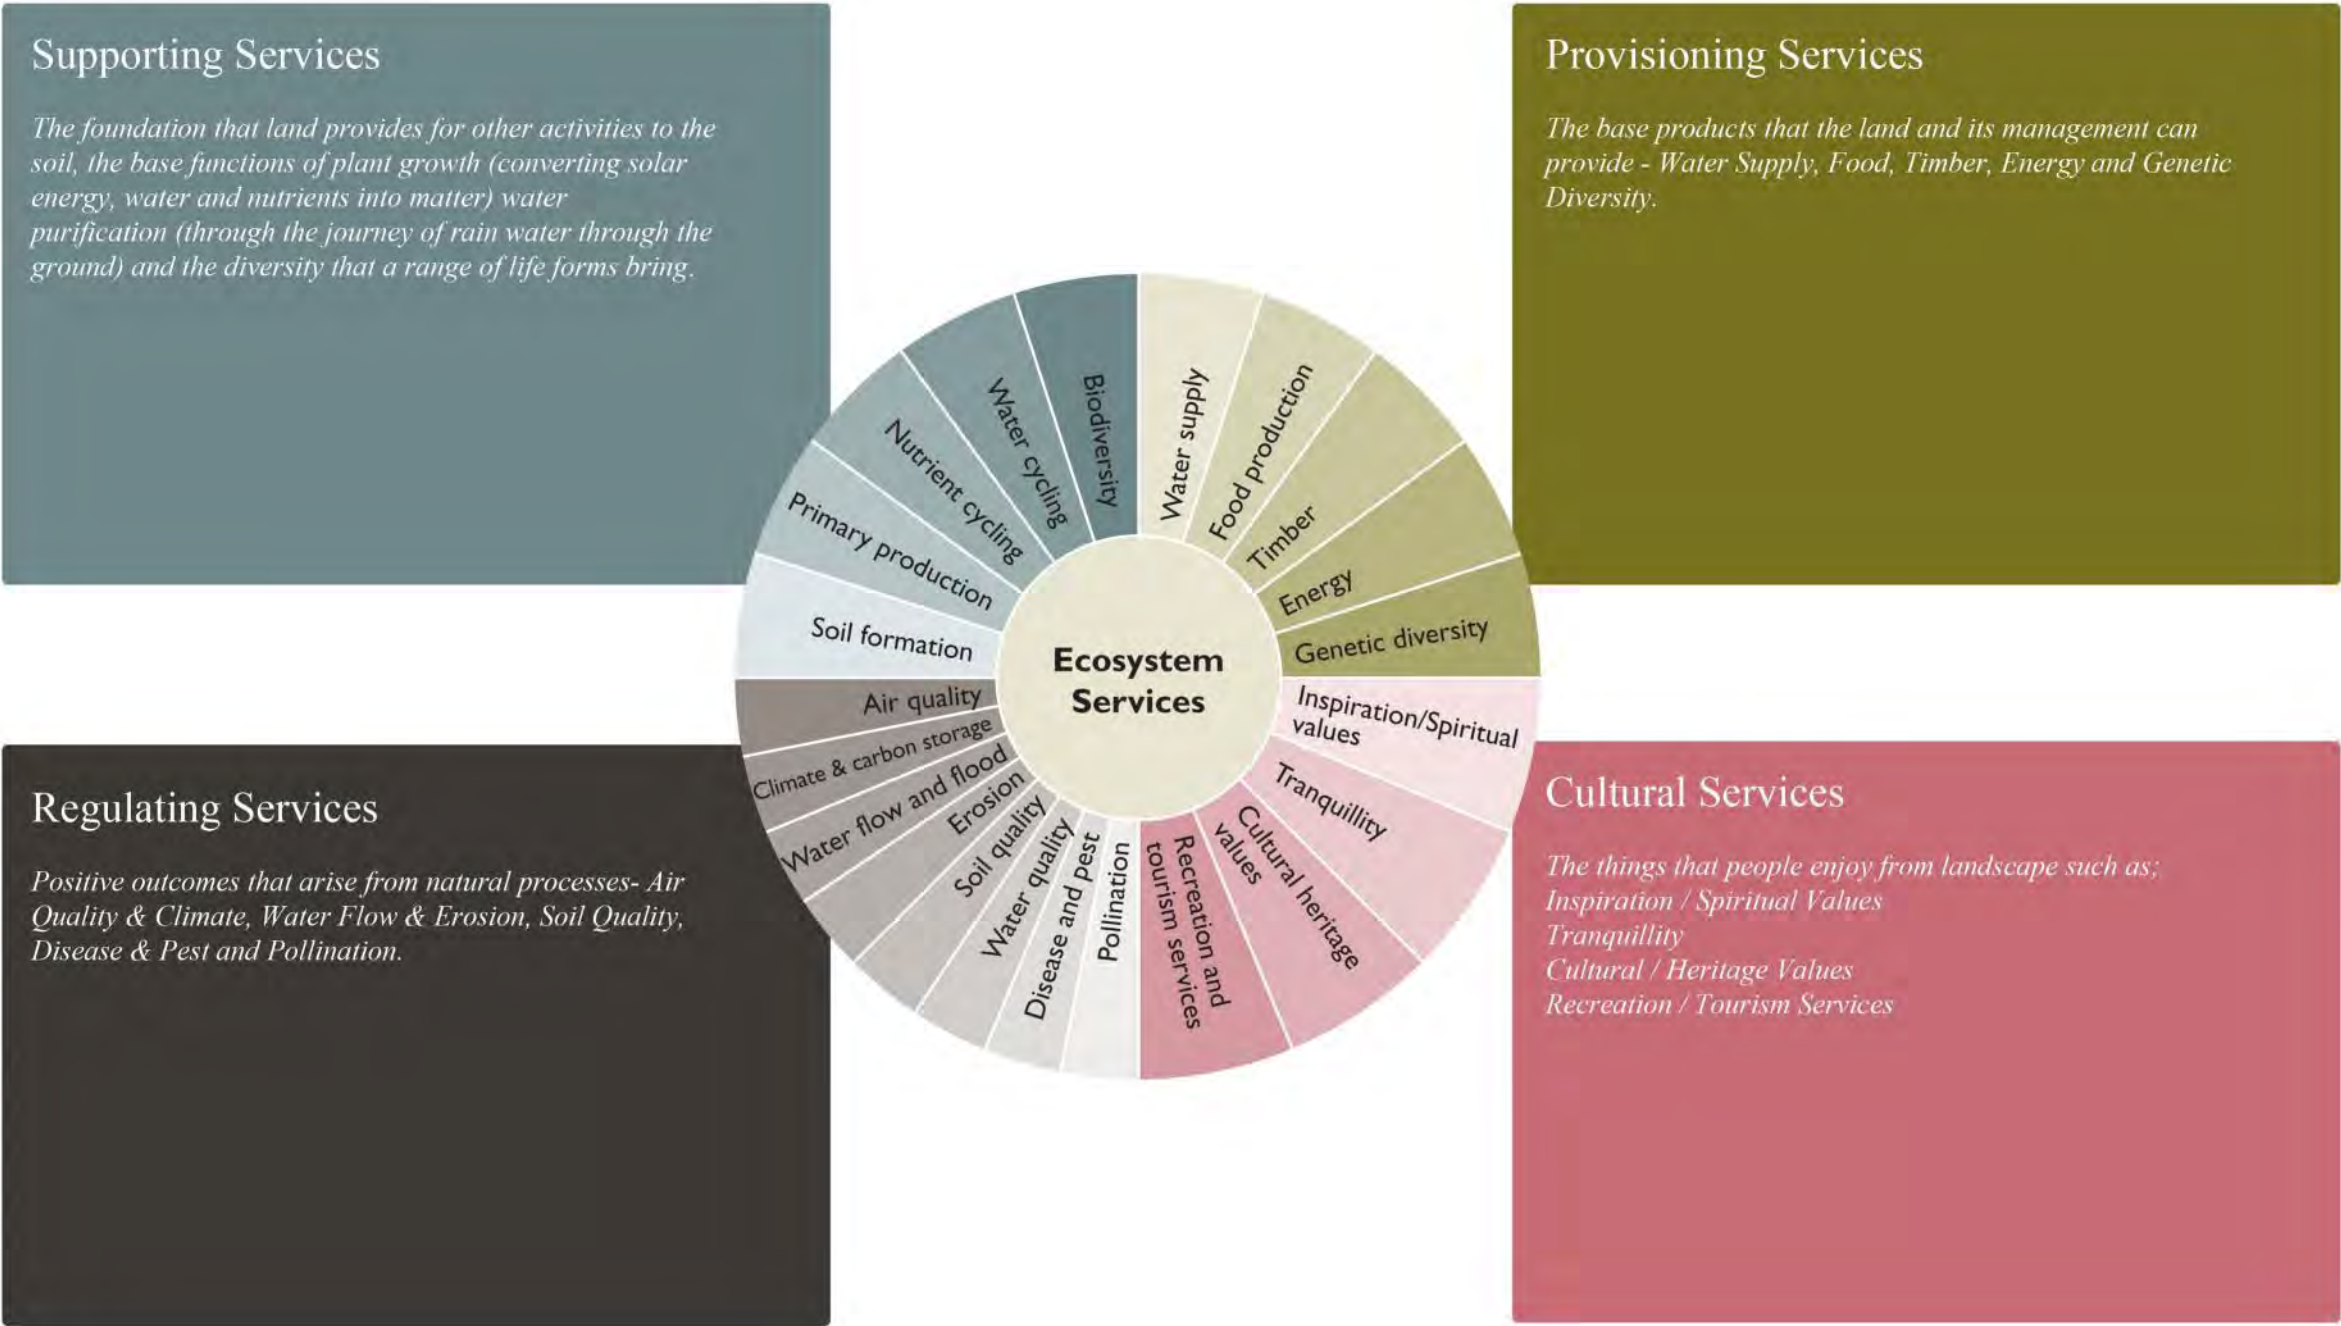 Supporting Services
The foundation that land provides for other activities to the
soil, the base functions of plant growth (converting solar
energy, water and nutrients into matter) water
purification (through the journey of rain water through the
ground) and the diversity that a range of life forms bring.
Provisioning Services
The base products that the land and its management can
provide - Water Supply, Food, Timber, Energy and Genetic
Diversity.
Biodiversity
Water cycling
Nutrient cycling
Primary production
Soil formation
Water supply
Food production
Timber
Energy
Genetic diversity
Ecosystem
Services
Air quality
Climate & carbon storage
Water flow and flood
Erosion
Soil quality
Water quality
Disease and pest
Pollination
Inspiration/Spiritual
values
Tranquillity
Cultural heritage
values
Recreation and
tourism services
Regulating Services
Positive outcomes that arise from natural processes- Air
Quality & Climate, Water Flow & Erosion, Soil Quality,
Disease & Pest and Pollination.
Cultural Services
The things that people enjoy from landscape such as;
Inspiration / Spiritual Values
Tranquillity
Cultural / Heritage Values
Recreation / Tourism Services